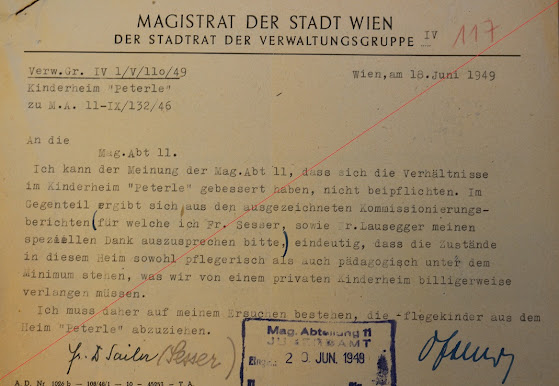 MAGISTRAT DER STADT WIEN
DER STADTRAT DER VERWALTUNGSGRUPPE IV
117
Verw.Gr. IV 1/V/110/49
Wien,am 18.Juni 1949
Kinderheim "Peterle"
zu M.A. 11-IX/132/46
An die
Mag.Abt 11.
Ich kann der Meinung der Mag.Abt 11, dass sich die Verhältnisse
im Kinderheim "Peterle" gebessert haben, nicht beipflichten. Im
Gegenteil ergibt sich aus den ausgezeichneten Kommissionierungs-
berichten (für welche ich Fr. Sesser, sowie Fr.Lausegger meinen
speziellen Dank auszusprechen bitte,) eindeutig, dass die Zustände
in diesem Heim sowohl pflegerisch als auch pädagogisch unter dem
Minimum stehen, was wir von einem privaten Kinderheim billigerweise
verlangen müssen.
Ich muss daher auf meinem Ersuchen bestehen, die -flegekinder aus dem
Heim "Peterle" abzuziehen.
Mag. Abteilung 11
JUGENDAMT
20 JUN. 1949
Fr. D Sailer (Sesser)
A. D. Nr